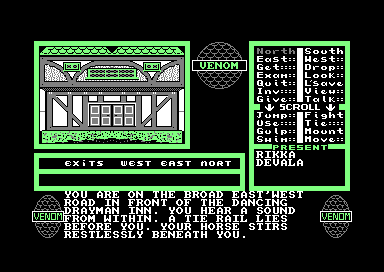 VENOM
North South
East:: West:
Get::: Drop:
Exam:: Look:
Quit:: L'Save
Inv::: View:
Give:: Talk:
SCROLL
Jump:: Fight
Use::: Tie::
Gulp:: Mount
Swim:: Move:
PRESENT
RIKKA
DEVALA
exits west east nort
YOU ARE ON THE BROAD EAST'WEST
ROAD IN FRONT OF THE DANCING
DRAYMAN INN. YOU HEAR A SOUND
FROM WITHIN. A TIE RAIL LIES
BEFORE YOU. YOUR HORSE STIRS
RESTLESSLY BENEATH YOU.
VENOM
VENOM